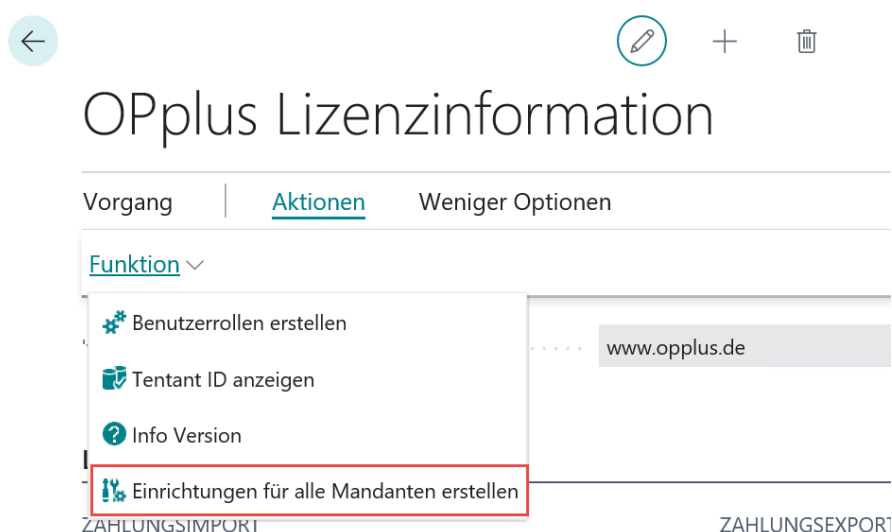 OPplus Lizenzinformation
Vorgang Aktionen Weniger Optionen
Funktion
Benutzerrollen erstellen
www.opplus.de
Tentant ID anzeigen
Info Version
Einrichtungen für alle Mandanten erstellen
ZAHLUNGSIMPORT ZAHLUNGSEXPORT